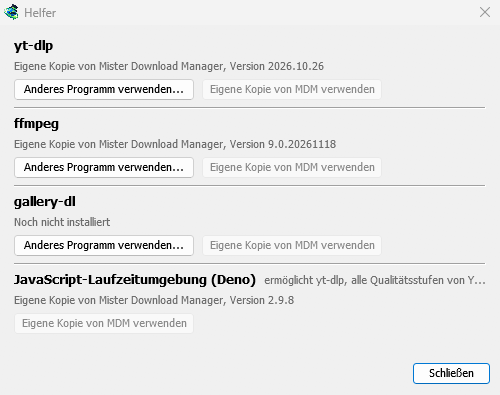 Helfer
yt-dlp
Eigene Kopie von Mister Download Manager, Version 2026.10.26
Anderes Programm verwenden... Eigene Kopie von MDM verwenden
ffmpeg
Eigene Kopie von Mister Download Manager, Version 9.0.20261118
Anderes Programm verwenden... Eigene Kopie von MDM verwenden
gallery-dl
Noch nicht installiert
Anderes Programm verwenden... Eigene Kopie von MDM verwenden
JavaScript-Laufzeitumgebung (Deno) ermöglicht yt-dlp, alle Qualitätsstufen von Y...
Eigene Kopie von Mister Download Manager, Version 2.9.8
Eigene Kopie von MDM verwenden
Schließen